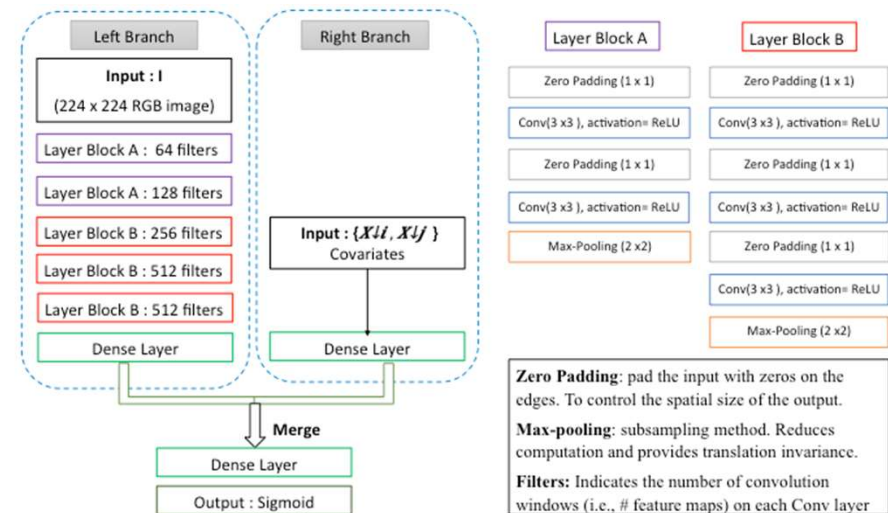 Left Branch
Input : I
(224 x 224 RGB image)
Layer Block A : 64 filters
Layer Block A : 128 filters
Layer Block B : 256 filters
Layer Block B : 512 filters
Layer Block B : 512 filters
Dense Layer
Right Branch
Input : {X↓i , X↓j }
Covariates
Dense Layer
Merge
Dense Layer
Output : Sigmoid
Layer Block A
Zero Padding (1 x 1)
Conv(3 x3 ), activation= ReLU
Zero Padding (1 x 1)
Conv(3 x3 ), activation= ReLU
Max-Pooling (2 x2)
Layer Block B
Zero Padding (1 x 1)
Conv(3 x3 ), activation= ReLU
Zero Padding (1 x 1)
Conv(3 x3 ), activation= ReLU
Zero Padding (1 x 1)
Conv(3 x3 ), activation= ReLU
Max-Pooling (2 x2)
Zero Padding: pad the input with zeros on the
edges. To control the spatial size of the output.
Max-pooling: subsampling method. Reduces
computation and provides translation invariance.
Filters: Indicates the number of convolution
windows (i.e., # feature maps) on each Conv layer